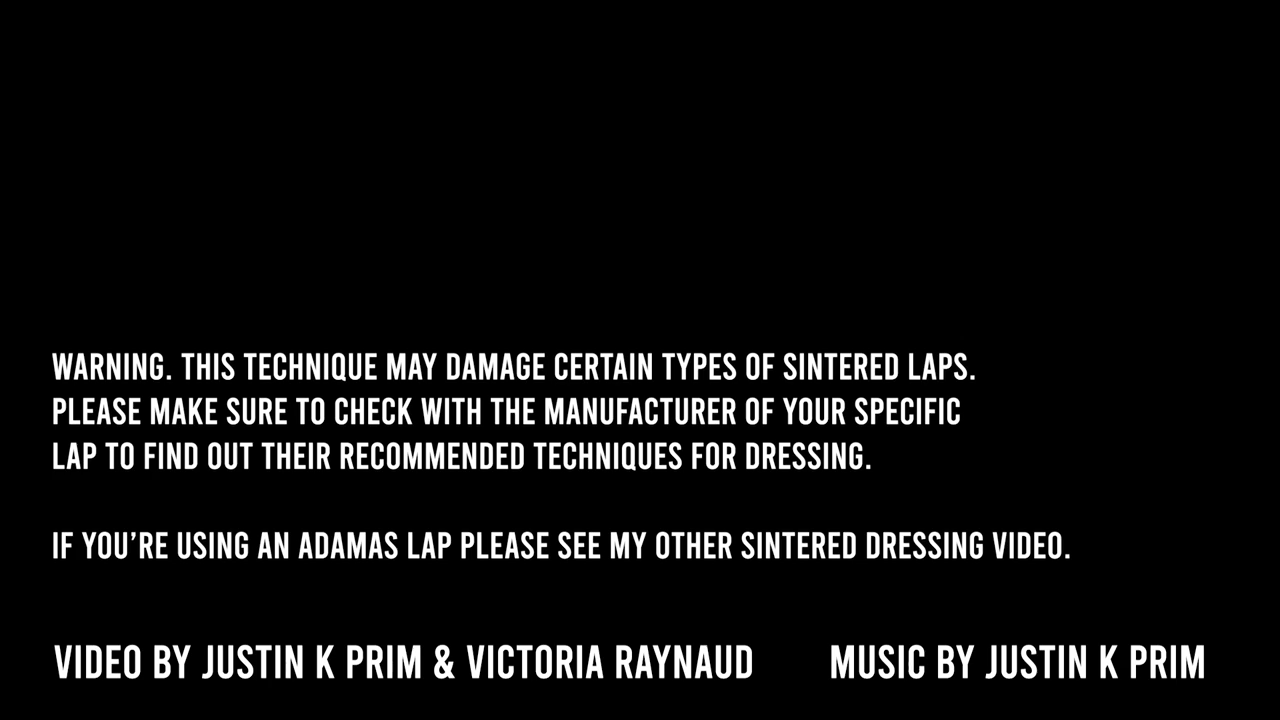 WARNING. THIS TECHNIQUE MAY DAMAGE CERTAIN TYPES OF SINTERED LAPS.
PLEASE MAKE SURE TO CHECK WITH THE MANUFACTURER OF YOUR SPECIFIC
LAP TO FIND OUT THEIR RECOMMENDED TECHNIQUES FOR DRESSING.
IF YOU’RE USING AN ADAMAS LAP PLEASE SEE MY OTHER SINTERED DRESSING VIDEO.
VIDEO BY JUSTIN K PRIM & VICTORIA RAYNAUD MUSIC BY JUSTIN K PRIM